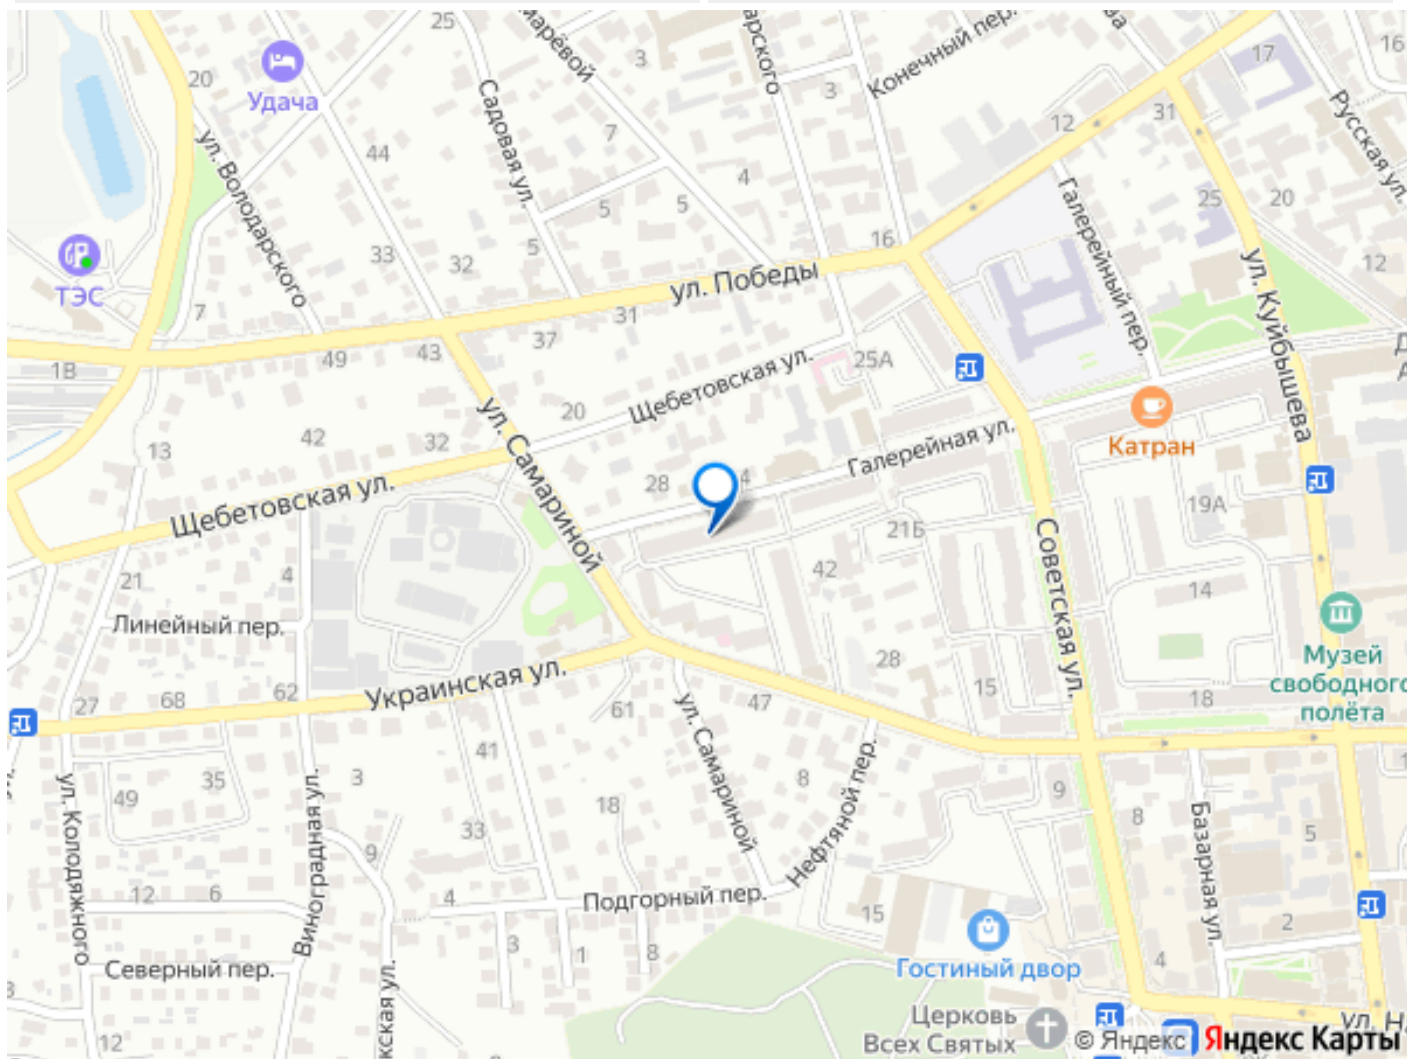 25
20
Удача
3
Конечный пер.
17
16
Садовая ул.
3
12
31
Русская ул.
44
7
ул. Володарского
4
Галерейный пер.
25
20
5
5
16
33
32
5
ул. Куйбышева
12
ТЭС
ул. Победы
7
31
37
49
43
1В
25А
Щебетовская ул.
20
Катран
ул. Самариной
42
32
13
Галерейная ул.
28
4
Щебетовская ул.
19А
21Б
Советская ул.
42
21
4
14
Линейный пер.
Музей
свободного
полёта
28
15
18
62
68
27
Украинская ул.
61
47
ул. Самариной
41
3
35
49
18
8
Нефтяной пер.
9
8
Базарная ул.
5
ул. Колодяжного
Виноградная ул.
33
9
12
6
4
Подгорный пер.
15
2
3
1
8
Северный пер.
Гостиный двор
4
12
Церковь
Всех Святых
© Яндекс
Яндекс Карты